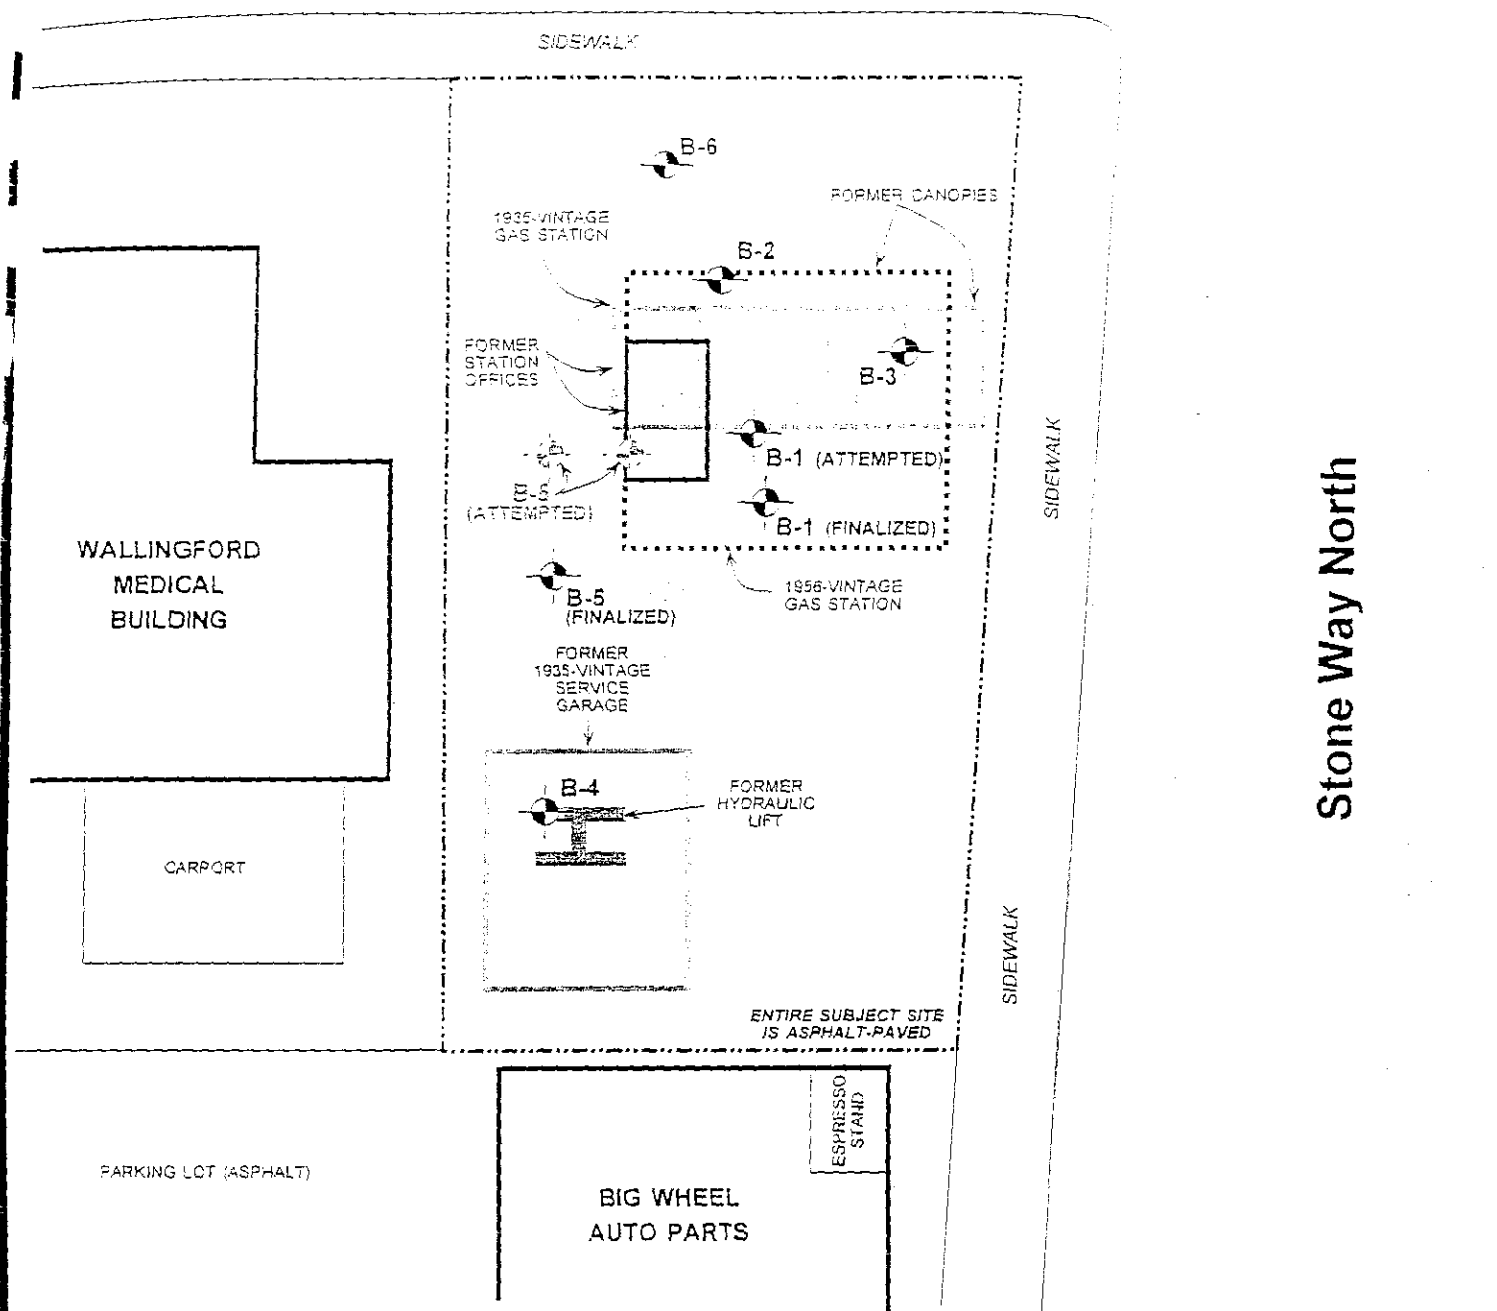 SIDEWALK
B-6
FORMER CANOPIES
1935-VINTAGE
GAS STATION
B-2
FORMER
STATION
OFFICES
B-3
B-1 (ATTEMPTED)
B-5
(ATTEMPTED)
B-1 (FINALIZED)
SIDEWALK
Stone Way North
WALLINGFORD
MEDICAL
BUILDING
B-5
(FINALIZED)
1956-VINTAGE
GAS STATION
FORMER
1935-VINTAGE
SERVICE
GARAGE
B-4
FORMER
HYDRAULIC
LIFT
CARPORT
SIDEWALK
ENTIRE SUBJECT SITE
IS ASPHALT-PAVED
ESPRESSO
STAND
PARKING LOT (ASPHALT)
BIG WHEEL
AUTO PARTS